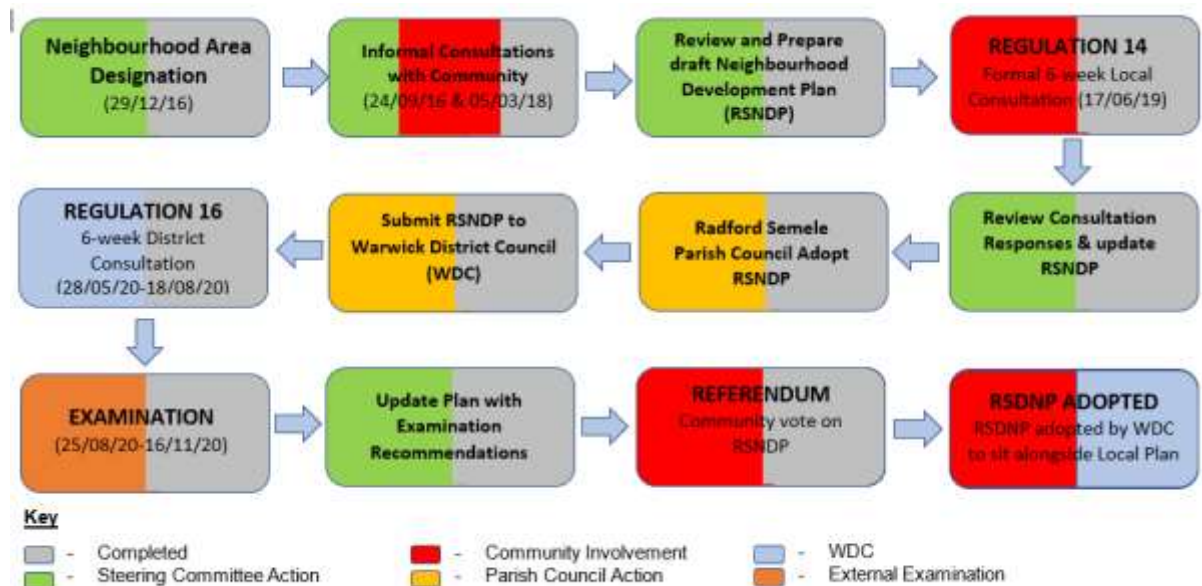 Neighbourhood Area
Designation
(29/12/16)
Informal Consultations
with Community
(24/09/16 & 05/03/18)
Review and Prepare
draft Neighbourhood
Development Plan
(RSNDP)
REGULATION 14
Formal 6-week Local
Consultation (17/06/19)
Review Consultation
Responses & update
RSNDP
Radford Semele
Parish Council Adopt
RSNDP
Submit RSNDP to
Warwick District Council
(WDC)
REGULATION 16
6-week District
Consultation
(28/05/20-18/08/20)
EXAMINATION
(25/08/20-16/11/20)
Update Plan with
Examination
Recommendations
REFERENDUM
Community vote on
RSNDP
RSDNP ADOPTED
RSDNP adopted by WDC
to sit alongside Local Plan
Key
- Completed
- Steering Committee Action
- Community Involvement
- Parish Council Action
- WDC
- External Examination